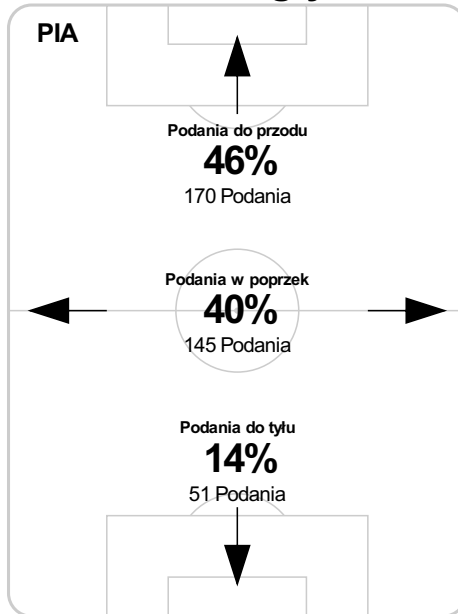 PIA
Podania do przodu
46%
170 Podania
Podania w poprzek
40%
145 Podania
Podania do tyłu
14%
51 Podania